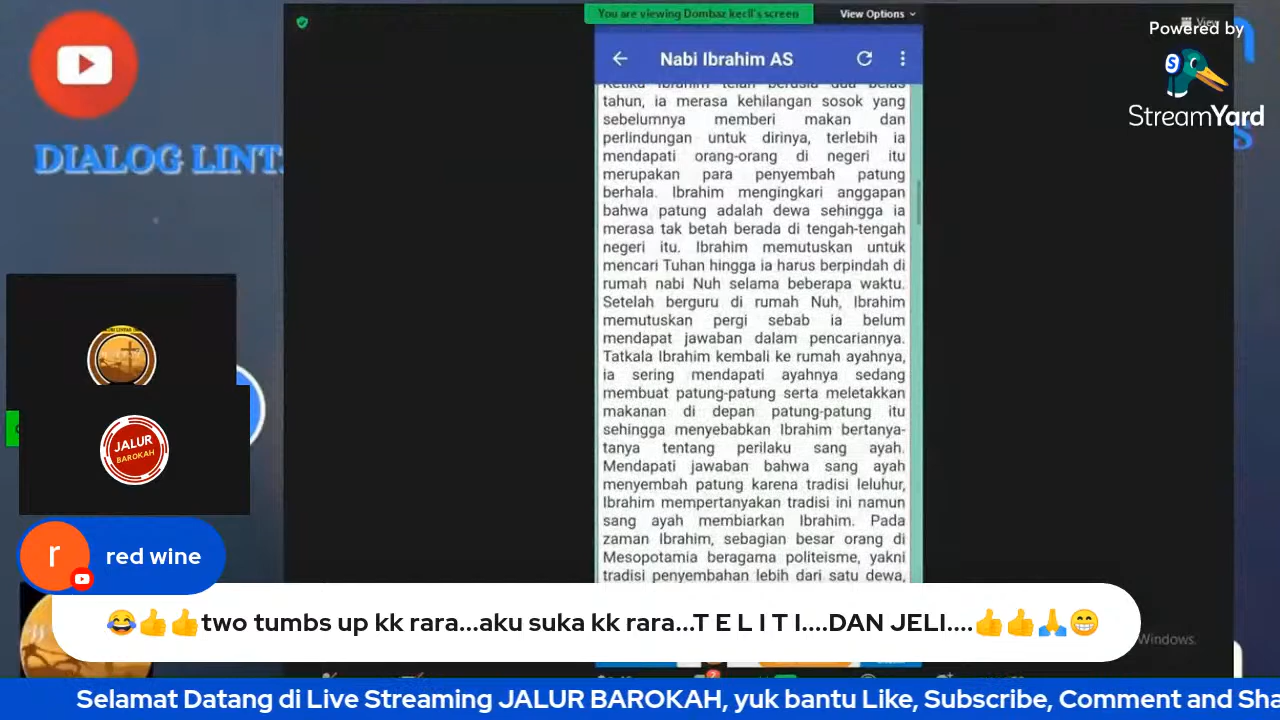 You are viewing Dombaz kecil's screen
View Options
View
Powered by
StreamYard
DIALOG LINT
Nabi Ibrahim AS
Ketika Ibrahim telah berusia dua belas
tahun, ia merasa kehilangan sosok yang
sebelumnya memberi makan dan
perlindungan untuk dirinya, terlebih ia
mendapati orang-orang di negeri itu
merupakan para penyembah patung
berhala. Ibrahim mengingkari anggapan
bahwa patung adalah dewa sehingga ia
merasa tak betah berada di tengah-tengah
negeri itu. Ibrahim memutuskan untuk
mencari Tuhan hingga ia harus berpindah di
rumah nabi Nuh selama beberapa waktu.
Setelah berguru di rumah Nuh, Ibrahim
memutuskan pergi sebab ia belum
mendapat jawaban dalam pencariannya.
Tatkala Ibrahim kembali ke rumah ayahnya,
ia sering mendapati ayahnya sedang
membuat patung-patung serta meletakkan
makanan di depan patung-patung itu
sehingga menyebabkan Ibrahim bertanya-
tanya tentang perilaku sang ayah.
Mendapati jawaban bahwa sang ayah
menyembah patung karena tradisi leluhur,
Ibrahim mempertanyakan tradisi ini namun
sang ayah membiarkan Ibrahim. Pada
zaman Ibrahim, sebagian besar orang di
Mesopotamia beragama politeisme, yakni
tradisi penyembahan lebih dari satu dewa,
JALUR
BAROKAH
r
red wine
😂👍👍two tumbs up kk rara...aku suka kk rara...T E L I T I....DAN JELI....👍👍🙏😁
Windows.
Selamat Datang di Live Streaming JALUR BAROKAH, yuk bantu Like, Subscribe, Comment and Sha